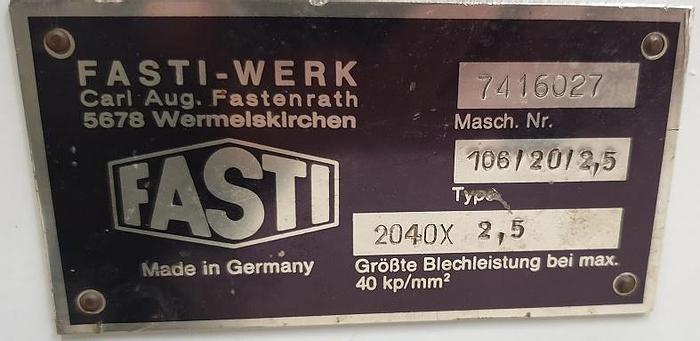 FASTI-WERK
Carl Aug. Fastenrath
5678 Wermelskirchen
FASTI
Made in Germany
7416027
Masch. Nr.
106/20/2,5
Type
2040X 2,5
Größte Blechleistung bei max.
40 kp/mm²